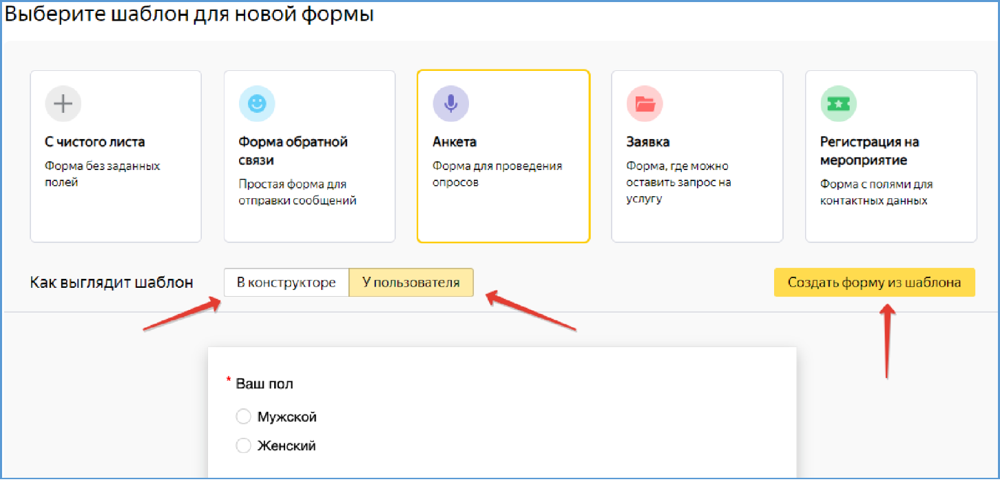 Выберите шаблон для новой формы
С чистого листа
Форма без заданных
полей
Форма обратной
связи
Простая форма для
отправки сообщений
Анкета
Форма для проведения
опросов
Заявка
Форма, где можно
оставить запрос на
услугу
Регистрация на
мероприятие
Форма с полями для
контактных данных
Как выглядит шаблон
В конструкторе
У пользователя
Создать форму из шаблона
* Ваш пол
Мужской
Женский